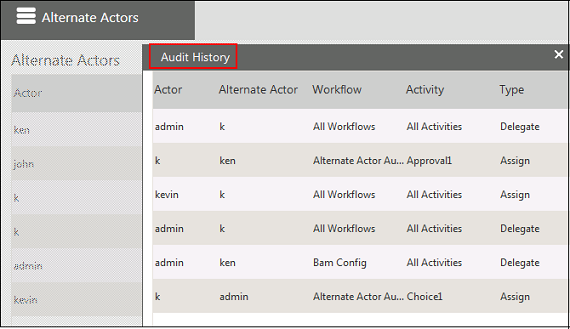 Alternate Actors
Alternate Actors
Actor
ken
john
k
k
admin
kevin
Audit History
Actor Alternate Actor Workflow Activity Type
admin k All Workflows All Activities Delegate
k ken Alternate Actor Au... Approval1 Assign
kevin k All Workflows All Activities Assign
admin k All Workflows All Activities Delegate
admin ken Bam Config All Activities Delegate
k admin Alternate Actor Au... Choice1 Assign